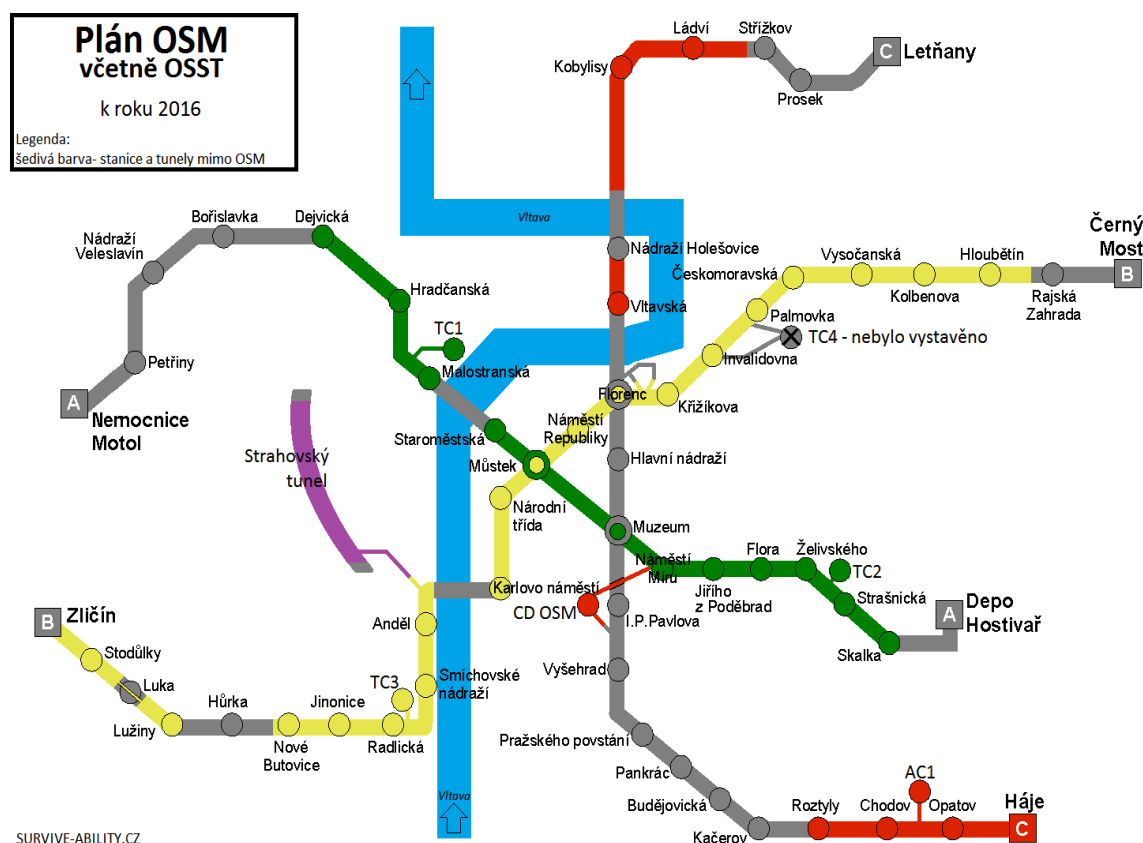 Plán OSM
včetně OSST
k roku 2016
Legenda:
šedivá barva- stanice a tunely mimo OSM
Ládví
Střížkov
Kobylisy
C
Letňany
Prosek
Bořislavka
Dejvická
Nádraží
Veleslavín
Vltava
Nádraží Holešovice
Černý
Most
B
Vysočanská
Hloubětín
Českomoravská
Kolbenova
Rajská
Zahrada
Hradčanská
Vltavská
Palmovka
TC1
TC4 - nebylo vystavěno
Invalidovna
Petřiny
Malostranská
A
Nemocnice
Motol
Florenc
Křižíkova
Náměstí
Republiky
Staroměstská
Strahovský
tunel
Můstek
Hlavní nádraží
Národní
třída
Muzeum
Náměstí
Míru
Flora
Želivského
TC2
Jiřího
z Poděbrad
Karlovo náměstí
CD OSM
I.P.Pavlova
Strašnická
A
Depo
Hostivař
Skalka
B
Zličín
Anděl
Stodůlky
Luka
Vyšehrad
Smíchovské
nádraží
TC3
Hůrka
Jinonice
Lužiny
Nové
Butovice
Radlická
Pražského povstání
Pankrác
Budějovická
Kačerov
AC1
Roztyly
Chodov
Opatov
Háje
C
Vltava
SURVIVE-ABILITY.CZ